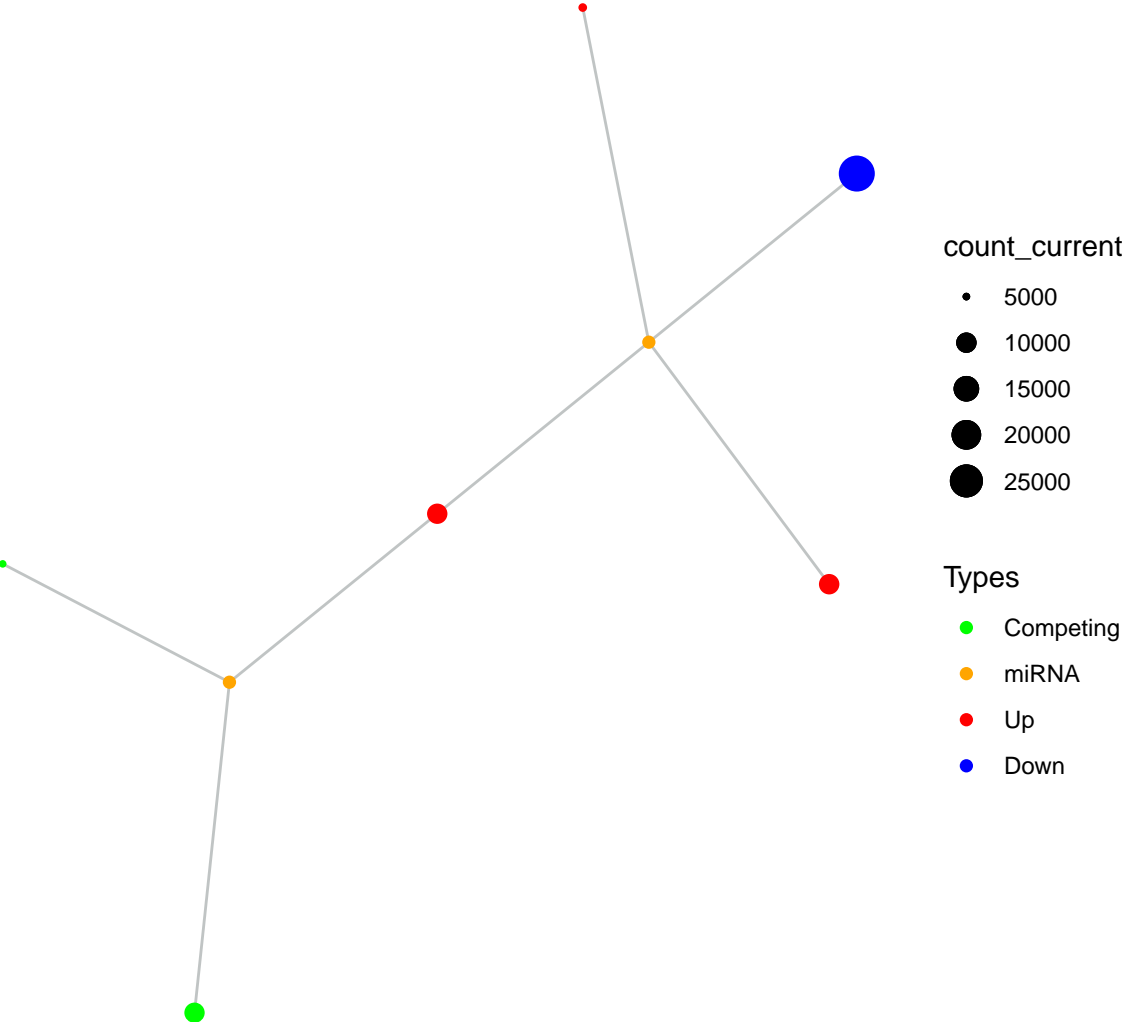 count_current
5000
10000
15000
20000
25000
Types
Competing
miRNA
Up
Down